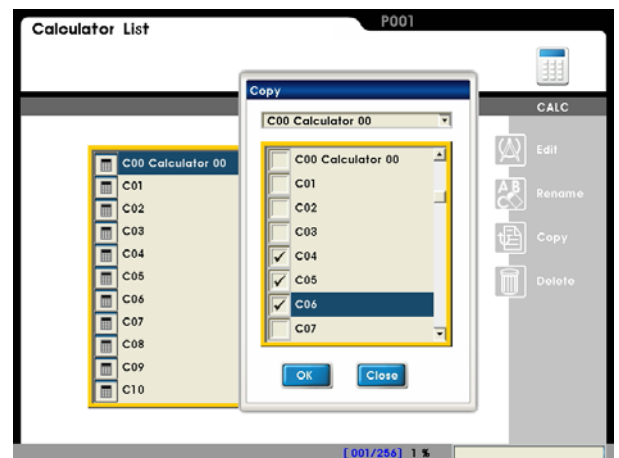 Calculator List
P001
CALC
C00 Calculator 00
C01
C02
C03
C04
C05
C06
C07
C08
C09
C10
Copy
C00 Calculator 00
C00 Calculator 00
C01
C02
C03
C04
C05
C06
C07
OK
Close
Edit
Rename
Copy
Delete
[001/256] 1 %